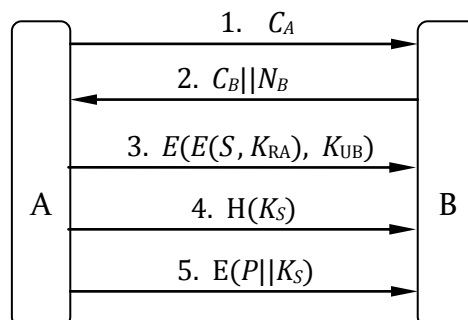 1. C_A
2. C_B||N_B
3. E(E(S, K_RA), K_UB)
A
B
4. H(K_S)
5. E(P||K_S)